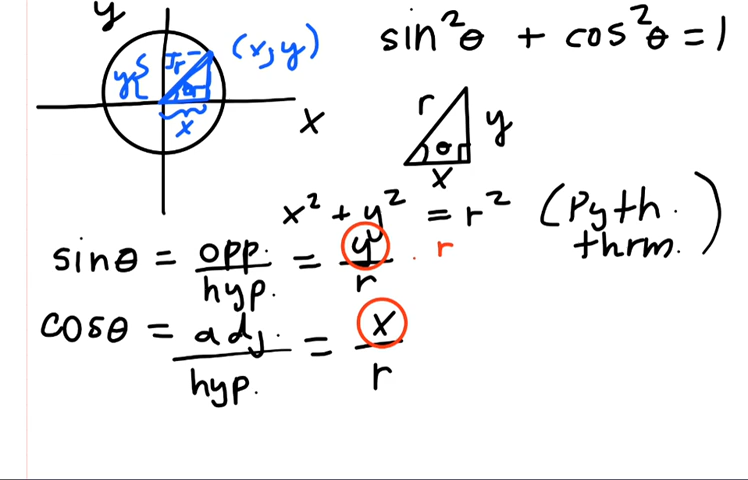 y
(x,y)
sin²θ + cos²θ = 1
y
r
θ
x
x
r
y
θ
x
x² + y² = r² (Pyth. thrm.)
sinθ = opp. / hyp. = y / r · r
cosθ = adj. / hyp. = x / r